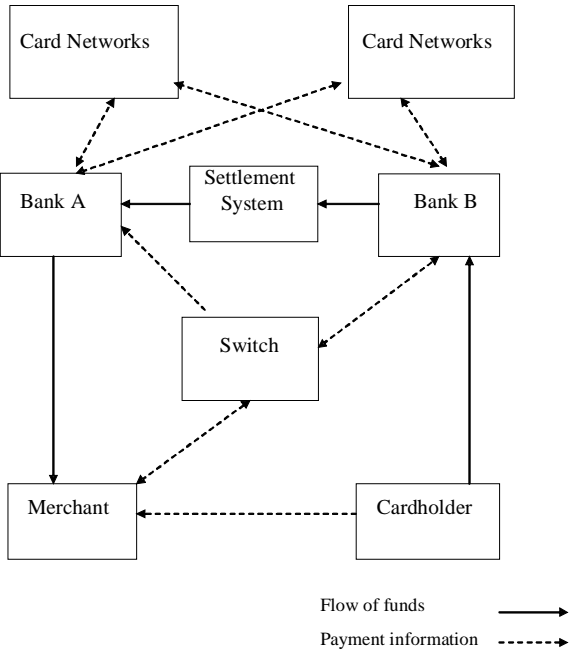 Card Networks
Card Networks
Bank A
Settlement
System
Bank B
Switch
Merchant
Cardholder
Flow of funds
Payment information